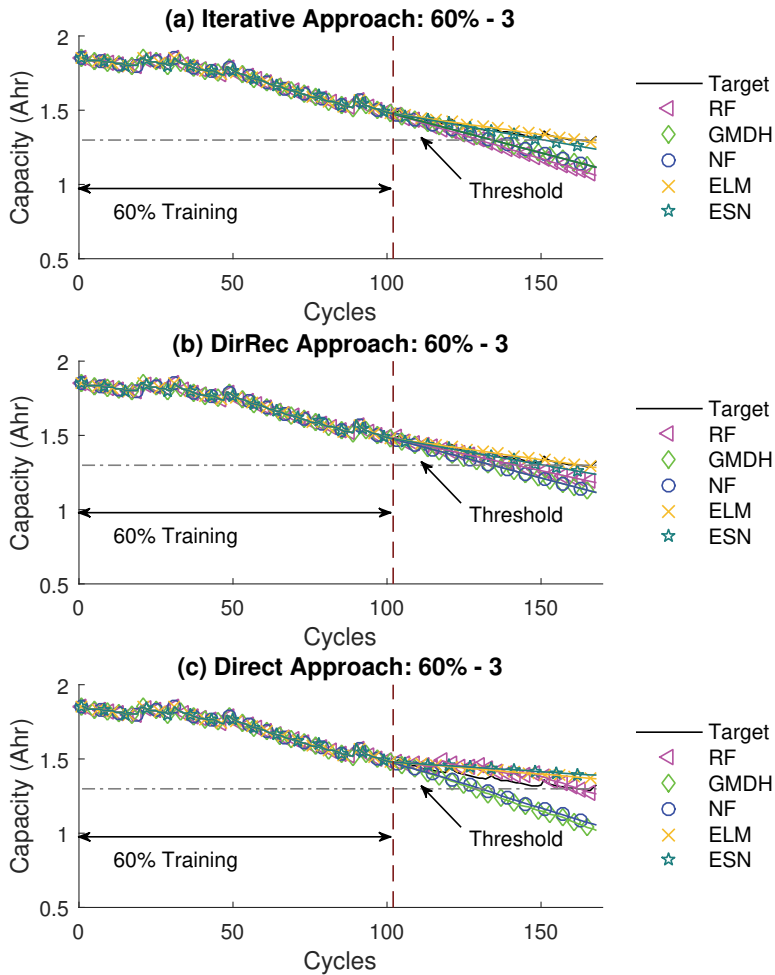 (a) Iterative Approach: 60% - 3
2
1.5
1
0.5
Capacity (Ahr)
Threshold
60% Training
0
50
100
150
Cycles
Target
RF
GMDH
NF
ELM
ESN
(b) DirRec Approach: 60% - 3
2
1.5
1
0.5
Capacity (Ahr)
Threshold
60% Training
0
50
100
150
Cycles
Target
RF
GMDH
NF
ELM
ESN
(c) Direct Approach: 60% - 3
2
1.5
1
0.5
Capacity (Ahr)
Threshold
60% Training
0
50
100
150
Cycles
Target
RF
GMDH
NF
ELM
ESN